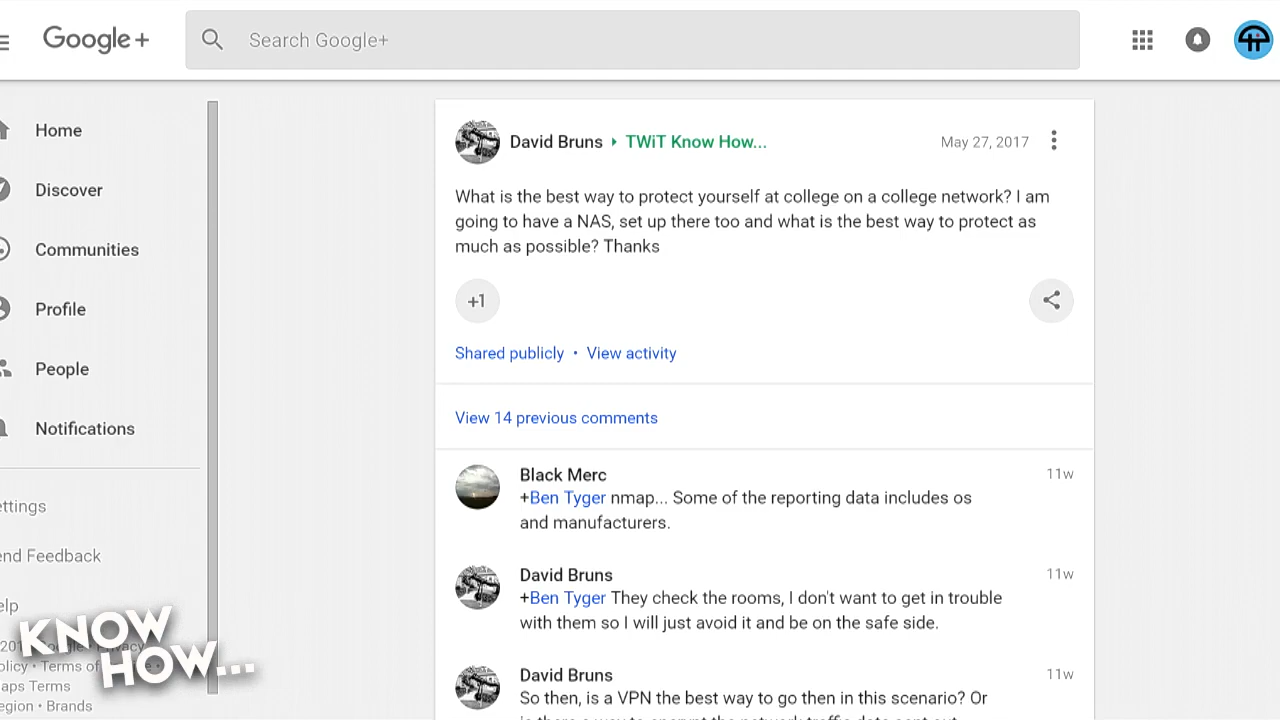 Google+
Search Google+
Home
Discover
Communities
Profile
People
Notifications
ettings
end Feedback
elp
Privacy
olicy • Terms of
aps Terms
egion • Brands
KNOW
HOW...
David Bruns ▸ TWiT Know How...
May 27, 2017
What is the best way to protect yourself at college on a college network? I am
going to have a NAS, set up there too and what is the best way to protect as
much as possible? Thanks
+1
Shared publicly • View activity
View 14 previous comments
Black Merc
11w
+Ben Tyger nmap... Some of the reporting data includes os
and manufacturers.
David Bruns
11w
+Ben Tyger They check the rooms, I don't want to get in trouble
with them so I will just avoid it and be on the safe side.
David Bruns
11w
So then, is a VPN the best way to go then in this scenario? Or